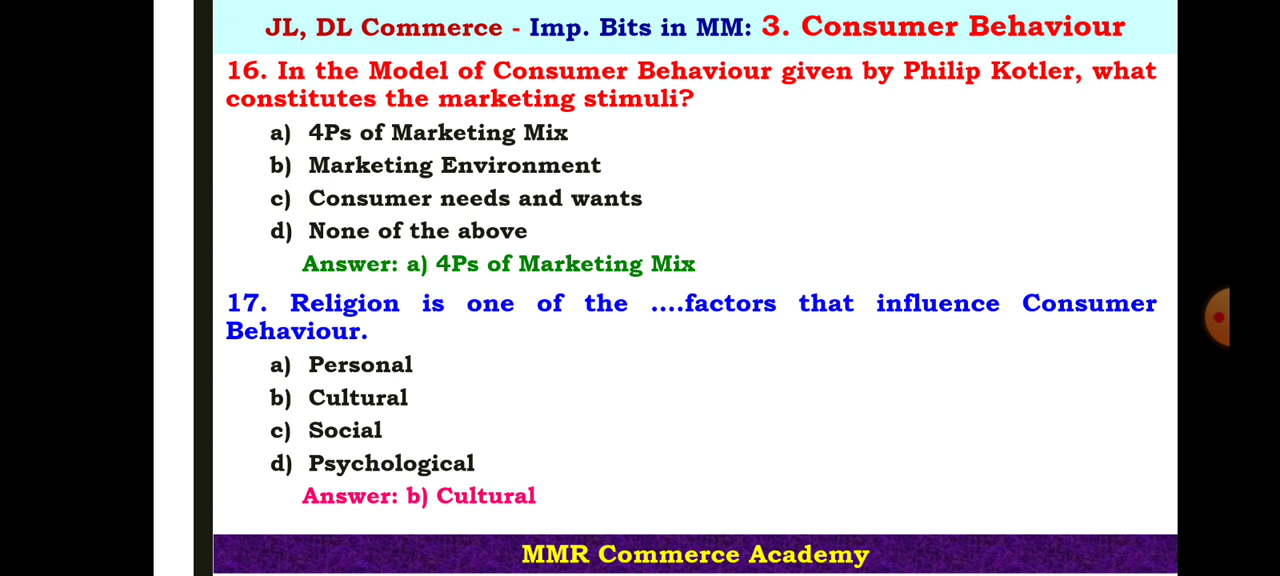 JL, DL Commerce - Imp. Bits in MM: 3. Consumer Behaviour
16. In the Model of Consumer Behaviour given by Philip Kotler, what
constitutes the marketing stimuli?
a) 4Ps of Marketing Mix
b) Marketing Environment
c) Consumer needs and wants
d) None of the above
Answer: a) 4Ps of Marketing Mix
17. Religion is one of the ....factors that influence Consumer
Behaviour.
a) Personal
b) Cultural
c) Social
d) Psychological
Answer: b) Cultural
MMR Commerce Academy